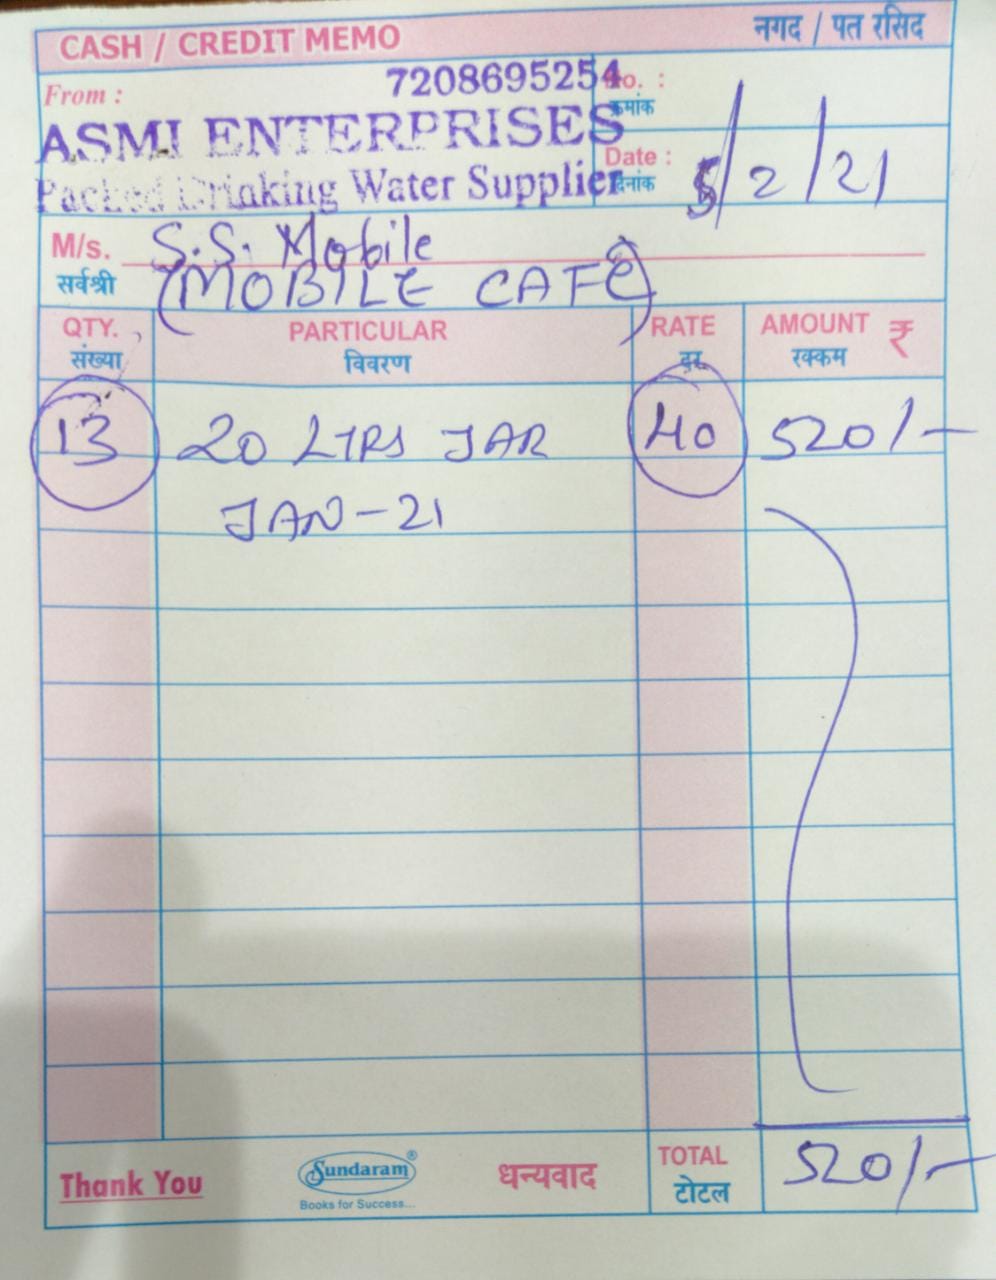 CASH / CREDIT MEMO
नगद / पत रसिद
From :
7208695254
No. :
क्रमांक
ASMI ENTERPRISES
Packed Drinking Water Supplier
Date :
दिनांक
5/2/21
M/s.
सर्वश्री
S.S. Mobile
(MOBILE CAFE)
QTY.
संख्या
PARTICULAR
विवरण
RATE
दर
AMOUNT ₹
रक्कम
13 20 LTRS JAR 40 520/-
JAN-21
Thank You
Sundaram®
Books for Success...
धन्यवाद
TOTAL
टोटल
520/-